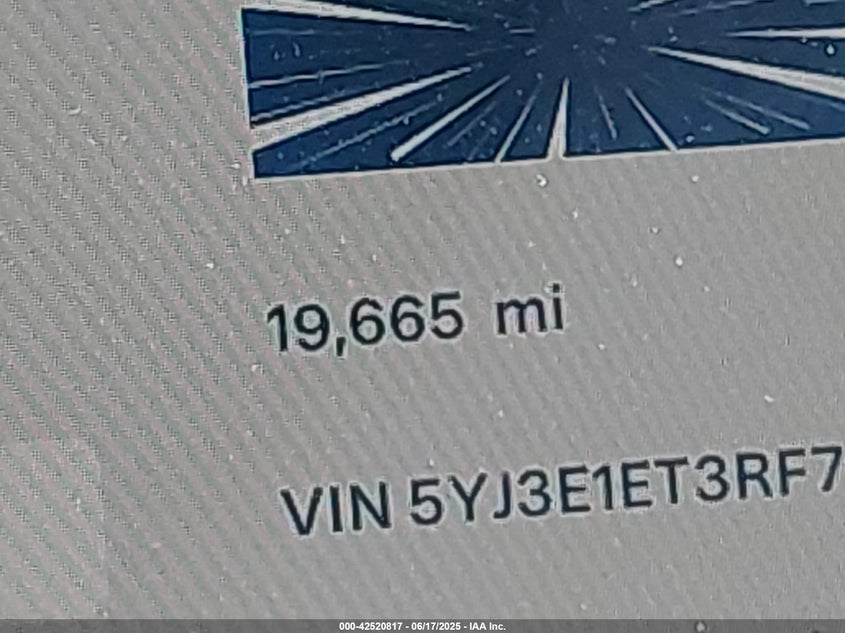 19,665 mi
VIN 5YJ3E1ET3RF7
000-42520817 - 06/17/2025 - IAA Inc.